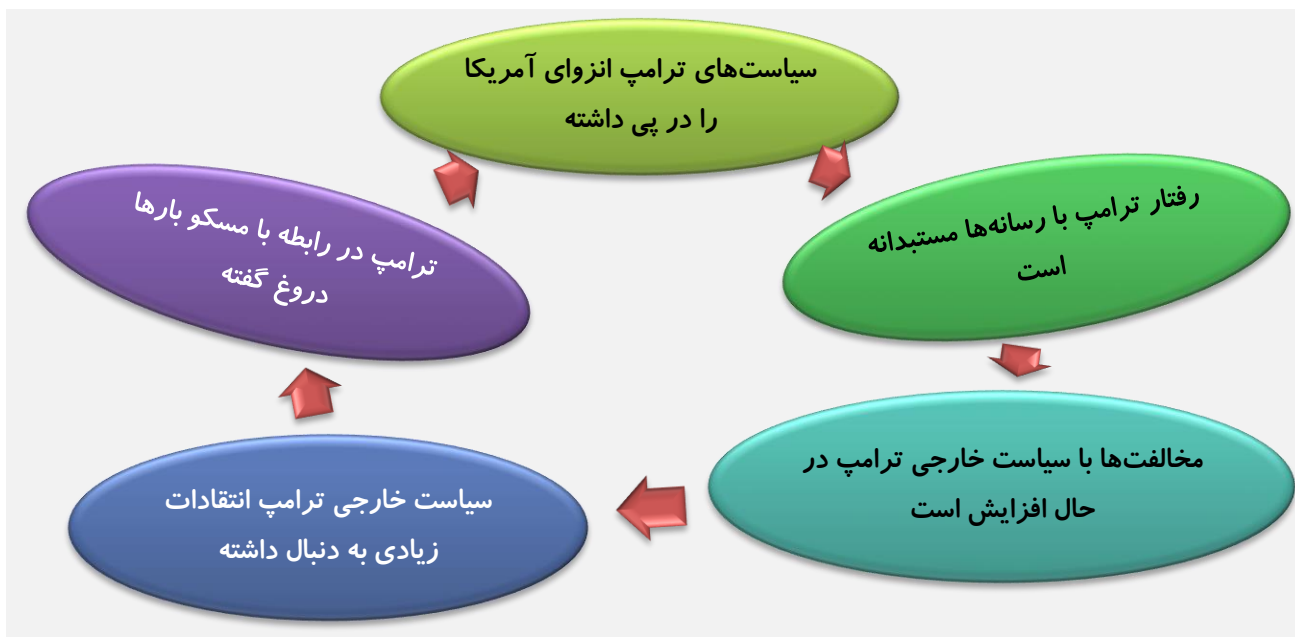 سیاست‌های ترامپ انزوای آمریکا
را در پی داشته
رفتار ترامپ با رسانه‌ها مستبدانه
است
مخالفت‌ها با سیاست خارجی ترامپ در
حال افزایش است
سیاست خارجی ترامپ انتقادات
زیادی به دنبال داشته
ترامپ در رابطه با مسکو بارها
دروغ گفته